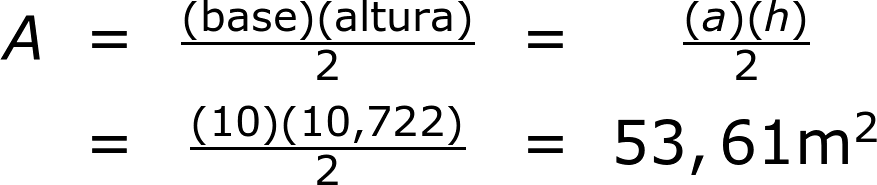 A = (base)(altura)/2 = (a)(h)/2
= (10)(10,722)/2 = 53,61m²